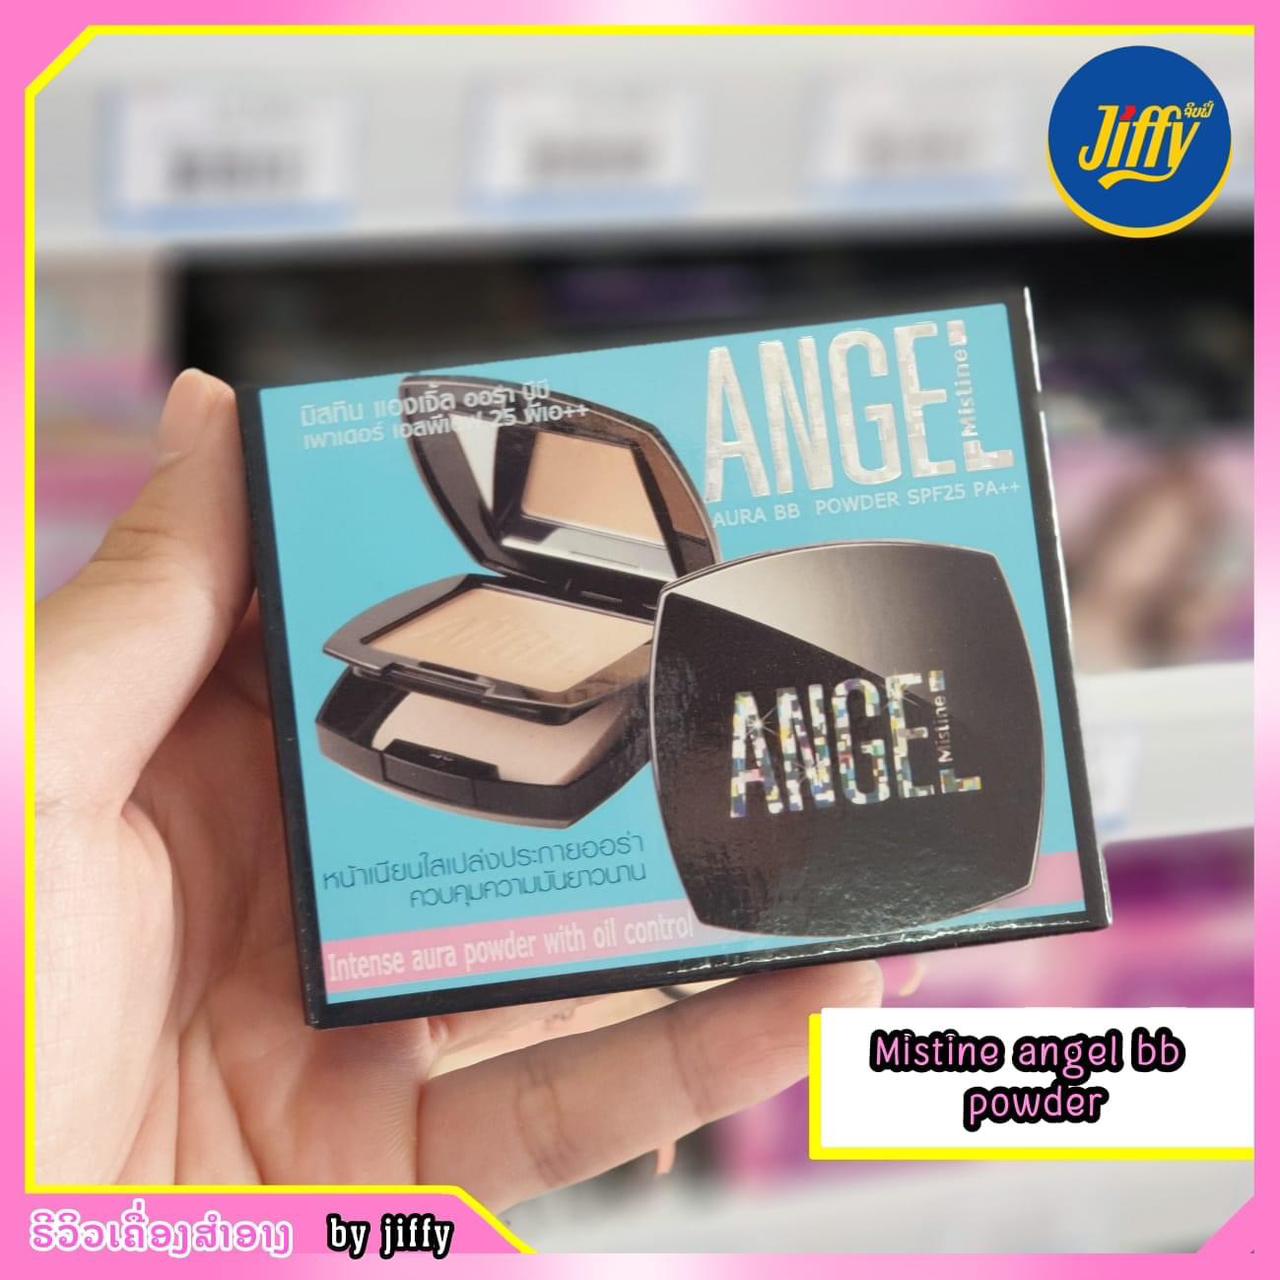 Jiffy
ຈິບຟີ້
ANGEL
Mistine
AURA BB POWDER SPF25 PA++
มิสทิน แองเจิ้ล ออร่า บีบี
เพาเดอร์ เอสพีเอฟ 25 พีเอ++
ANGEL
Mistine
หน้าเนียนใสเปล่งประกายออร่า
ควบคุมความมันยาวนาน
Intense aura powder with oil control
Mistine angel bb
powder
ຣີວິວເຄື່ອງສຳອາງ by jiffy